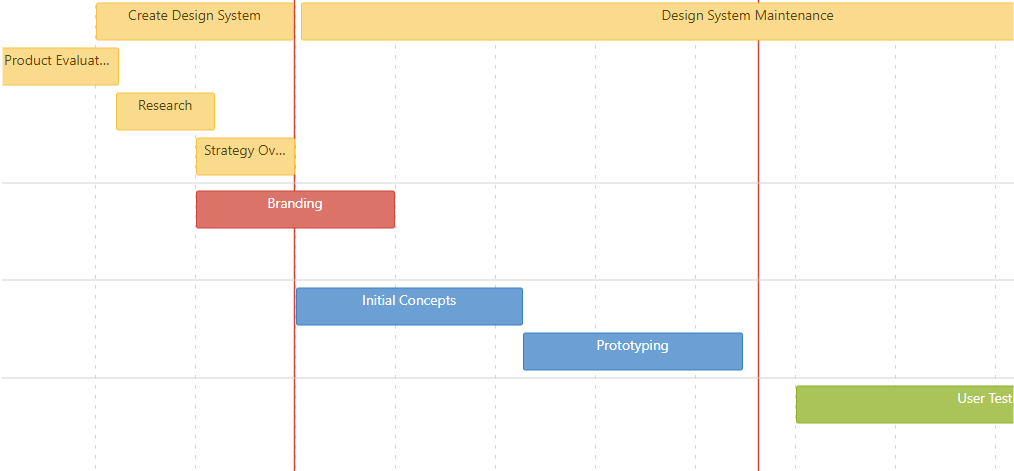 Create Design System
Design System Maintenance
Product Evaluat...
Research
Strategy Ov...
Branding
Initial Concepts
Prototyping
User Test